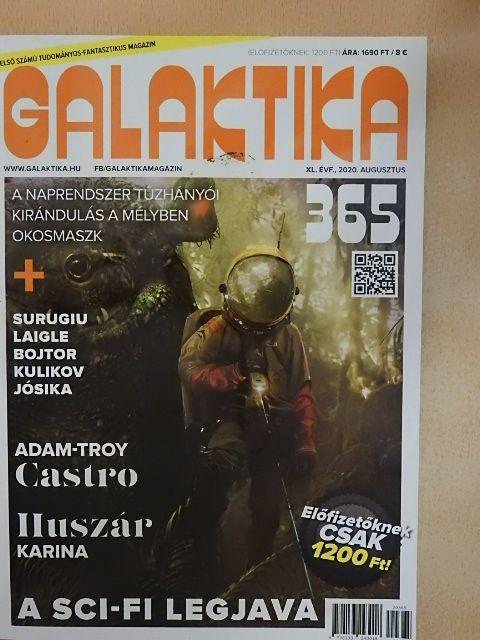 ELSŐ SZÁMÚ TUDOMÁNYOS-FANTASZTIKUS MAGAZIN
(ELŐFIZETŐKNEK: 1200 FT) ÁRA: 1690 FT / 8 €
GALAKTIKA
WWW.GALAKTIKA.HU FB/GALAKTIKAMAGAZIN XL. ÉVF., 2020. AUGUSZTUS
A NAPRENDSZER TŰZHÁNYÓI
KIRÁNDULÁS A MÉLYBEN
OKOSMASZK
365
+
SURUGIU
LAIGLE
BOJTOR
KULIKOV
JÓSIKA
ADAM-TROY
Castro
Huszár
KARINA
Előfizetőknek
CSAK
1200 Ft!
A SCI-FI LEGJAVA
20365